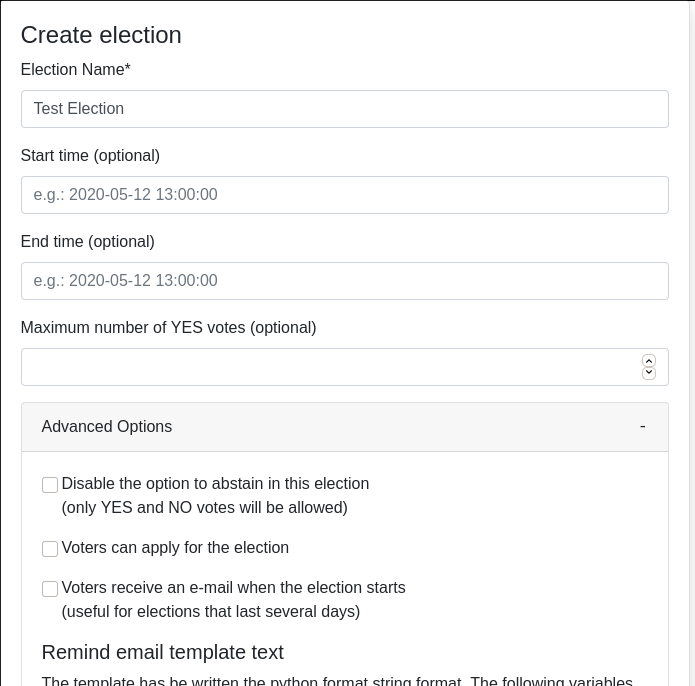 Create election
Election Name*
Test Election
Start time (optional)
e.g.: 2020-05-12 13:00:00
End time (optional)
e.g.: 2020-05-12 13:00:00
Maximum number of YES votes (optional)
Advanced Options -
Disable the option to abstain in this election
(only YES and NO votes will be allowed)
Voters can apply for the election
Voters receive an e-mail when the election starts
(useful for elections that last several days)
Remind email template text
The template has be written the python format string format. The following variables